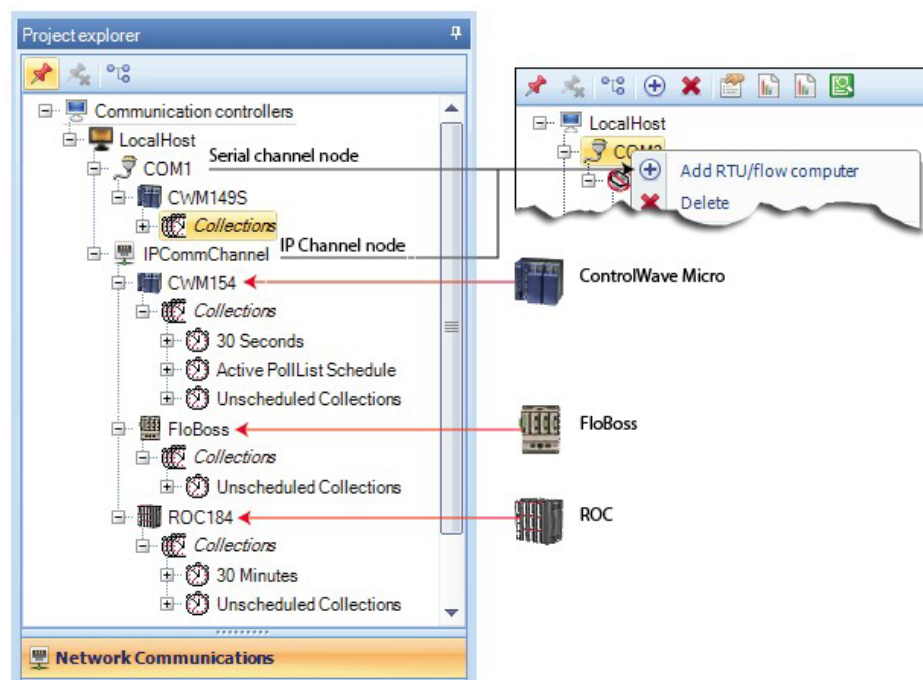 Project explorer
Communication controllers
LocalHost
COM1
Serial channel node
CWM149S
Collections
IPCommChannel
IP Channel node
CWM154
Collections
30 Seconds
Active PollList Schedule
Unscheduled Collections
FloBoss
Collections
Unscheduled Collections
ROC184
Collections
30 Minutes
Unscheduled Collections
Network Communications
LocalHost
Add RTU/flow computer
Delete
ControlWave Micro
FloBoss
ROC